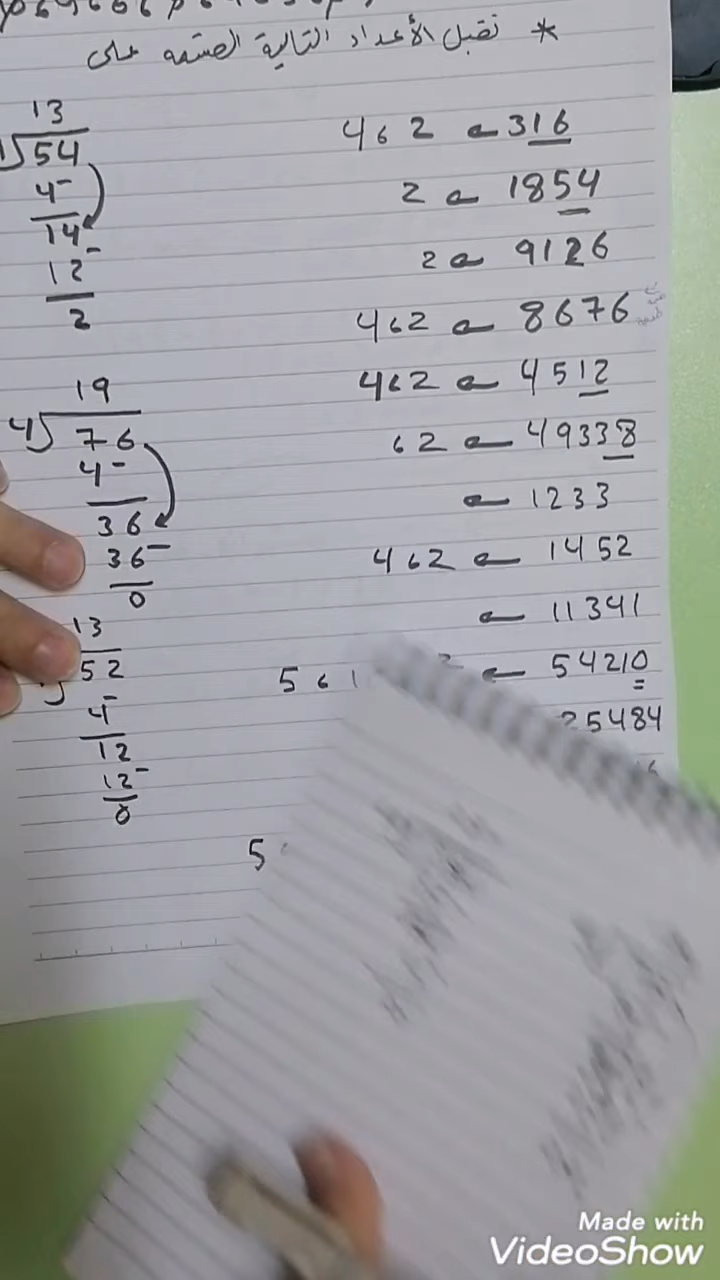 * تقبل الأعداد التالية القسمة على
316 ← 2 ، 4
1854 ← 2
9126 ← 2
8676 ← 2 ، 4
4512 ← 2 ، 4
49338 ← 2 ،
1233 ←
1452 ← 2 ، 4
11341 ←
54210 ← ، 5
25484
5
13
54
4-
14
12-
2
19
4 76
4-
36
36-
0
13
52
4-
12
12-
0
Made with
VideoShow